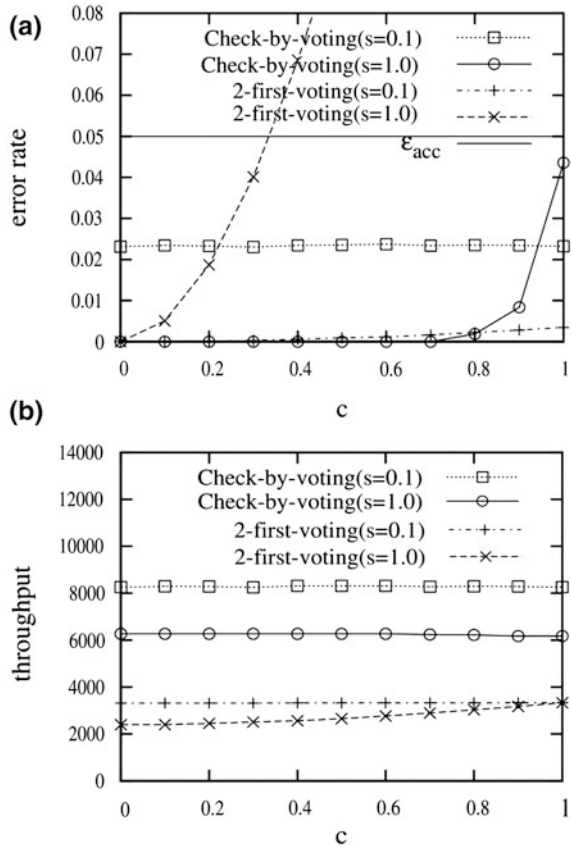 (a)
0.08
0.07
0.06
0.05
0.04
0.03
0.02
0.01
0
error rate
Check-by-voting(s=0.1)
Check-by-voting(s=1.0)
2-first-voting(s=0.1)
2-first-voting(s=1.0)
ε_acc
0 0.2 0.4 0.6 0.8 1
c
(b)
14000
12000
10000
8000
6000
4000
2000
0
throughput
Check-by-voting(s=0.1)
Check-by-voting(s=1.0)
2-first-voting(s=0.1)
2-first-voting(s=1.0)
0 0.2 0.4 0.6 0.8 1
c